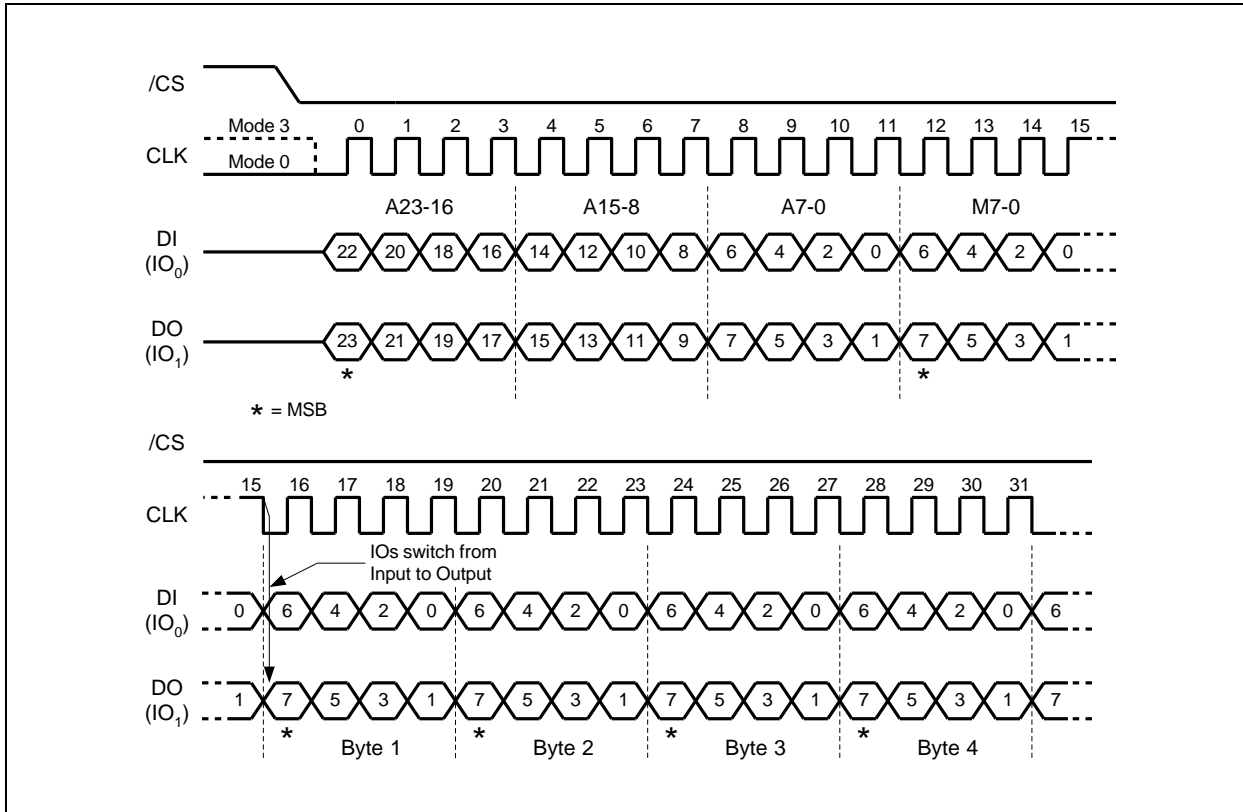 /CS
Mode 3 0 1 2 3 4 5 6 7 8 9 10 11 12 13 14 15
CLK
Mode 0
A23-16 A15-8 A7-0 M7-0
DI
(IO0) 22 20 18 16 14 12 10 8 6 4 2 0 6 4 2 0
DO
(IO1) 23 21 19 17 15 13 11 9 7 5 3 1 7 5 3 1
* *
* = MSB
/CS
15 16 17 18 19 20 21 22 23 24 25 26 27 28 29 30 31
CLK
IOs switch from
Input to Output
DI
(IO0) 0 6 4 2 0 6 4 2 0 6 4 2 0 6 4 2 0 6
DO
(IO1) 1 7 5 3 1 7 5 3 1 7 5 3 1 7 5 3 1 7
* * * *
Byte 1 Byte 2 Byte 3 Byte 4